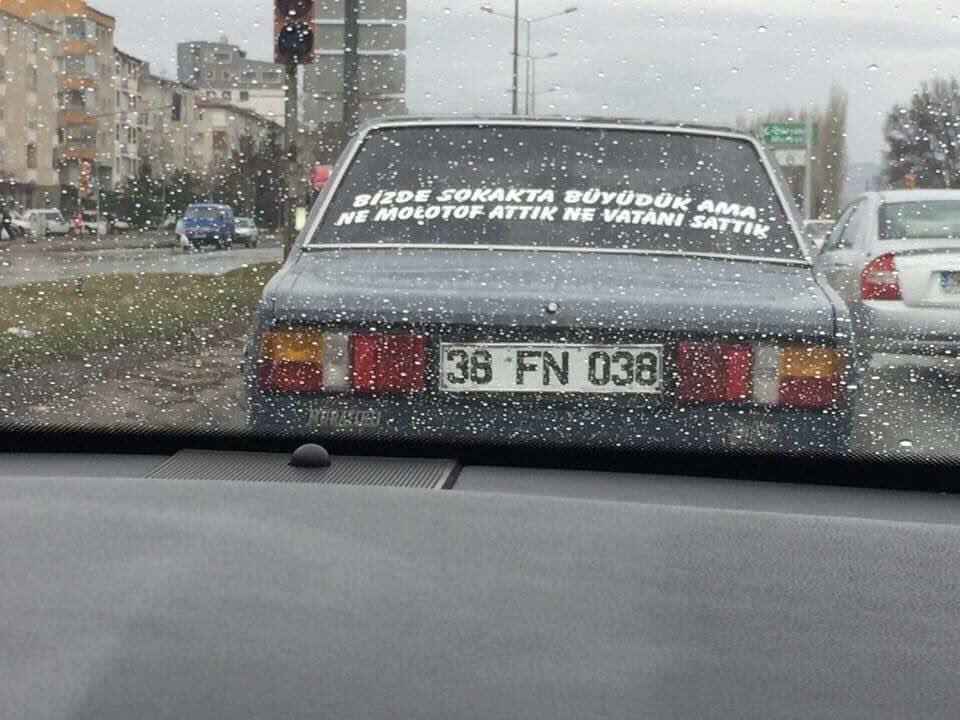 BİZDE SOKAKTA BÜYÜDÜK AMA
NE MOLOTOF ATTIK NE VATANI SATTIK
38 FN 038